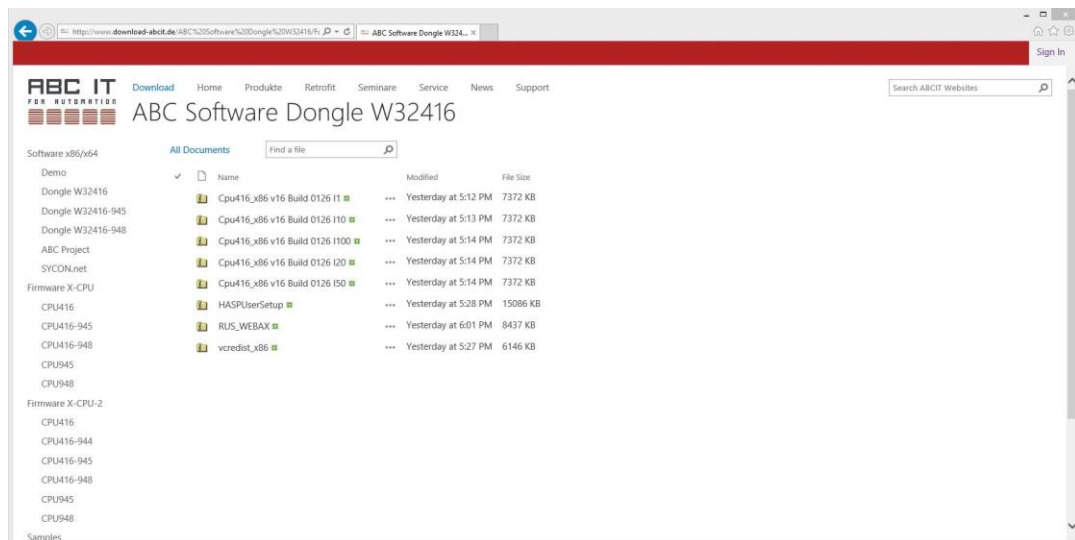 http://www.download-abcit.de/ABC%20Software%20Dongle%20W32416/Fo
ABC Software Dongle W324...
Sign In
ABC IT
FOR AUTOMATION
Download Home Produkte Retrofit Seminare Service News Support
Search ABCIT Websites
ABC Software Dongle W32416
All Documents
Find a file
Name Modified File Size
Cpu416_x86 v16 Build 0126 I1 ... Yesterday at 5:12 PM 7372 KB
Cpu416_x86 v16 Build 0126 I10 ... Yesterday at 5:13 PM 7372 KB
Cpu416_x86 v16 Build 0126 I100 ... Yesterday at 5:14 PM 7372 KB
Cpu416_x86 v16 Build 0126 I20 ... Yesterday at 5:14 PM 7372 KB
Cpu416_x86 v16 Build 0126 I50 ... Yesterday at 5:14 PM 7372 KB
HASPUserSetup ... Yesterday at 5:28 PM 15086 KB
RUS_WEBAX ... Yesterday at 6:01 PM 8437 KB
vcredist_x86 ... Yesterday at 5:27 PM 6146 KB
Software x86/x64
Demo
Dongle W32416
Dongle W32416-945
Dongle W32416-948
ABC Project
SYCON.net
Firmware X-CPU
CPU416
CPU416-945
CPU416-948
CPU945
CPU948
Firmware X-CPU-2
CPU416
CPU416-944
CPU416-945
CPU416-948
CPU945
CPU948
Samples